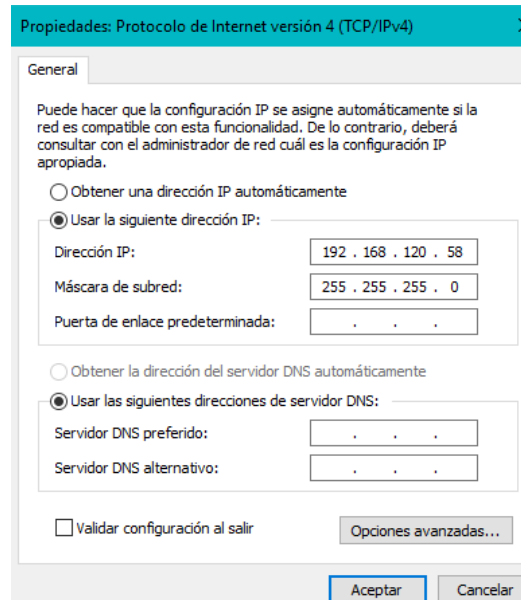 Propiedades: Protocolo de Internet versión 4 (TCP/IPv4)
General
Puede hacer que la configuración IP se asigne automáticamente si la
red es compatible con esta funcionalidad. De lo contrario, deberá
consultar con el administrador de red cuál es la configuración IP
apropiada.
Obtener una dirección IP automáticamente
Usar la siguiente dirección IP:
Dirección IP: 192 . 168 . 120 . 58
Máscara de subred: 255 . 255 . 255 . 0
Puerta de enlace predeterminada: . . .
Obtener la dirección del servidor DNS automáticamente
Usar las siguientes direcciones de servidor DNS:
Servidor DNS preferido: . . .
Servidor DNS alternativo: . . .
Validar configuración al salir Opciones avanzadas...
Aceptar Cancelar